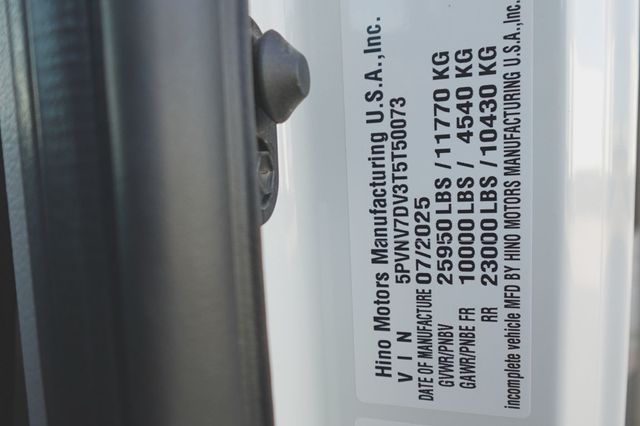 Hino Motors Manufacturing U.S.A.,Inc.
V I N 5PVNV7DV3T5T50073
DATE OF MANUFACTURE 07/2025
GVWR/PNBV 25950 LBS / 11770 KG
GAWR/PNBE FR 10000 LBS / 4540 KG
RR 23000 LBS / 10430 KG
incomplete vehicle MFD BY HINO MOTORS MANUFACTURING U.S.A.,Inc.